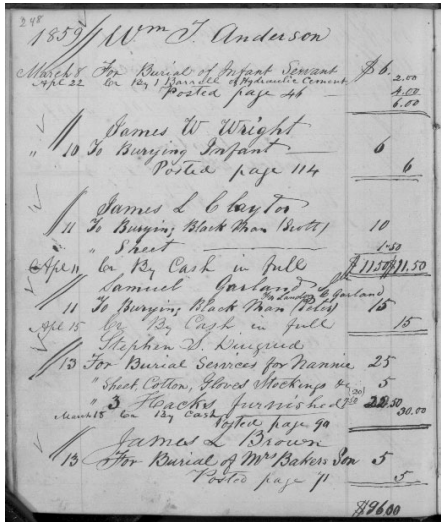 248
1859 // Wm T. Anderson
March 8 For Burial of Infant Servant $6.
Apl 22 Cr By 1 Barrell of Hydraulic Cement 2.00
Posted page 46 4.00
6.00
// James W Wright
" 10 To Burying Infant 6
Posted page 114 6
// James L Clayton
11 To Burying Black Man (Scott) 10
" Sheet 1.50
Apl 11 Cr By Cash in full $11.50 $11.50
// Samuel Garland
C Garland
11 To Burying Black Man (Peter) 15
Apl 15 Cr By Cash in full 15
Stephen S. Duiguid
// 13 For Burial Services for Nannie 25
" Sheet, Cotton, Gloves Stockings &c 5
" 3 Hacks furnished
March 15 Cr By Cash 30.00
Posted page 90
// James L Brown
13 For Burial of Mrs Bakers Son 5
Posted page 71 5
$96.00